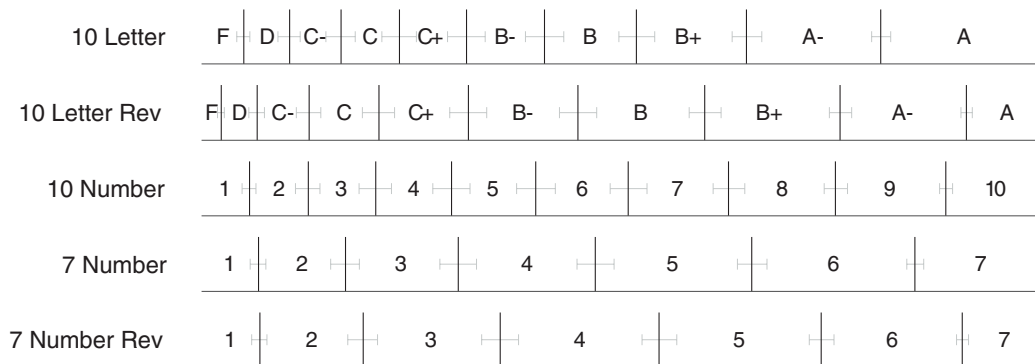 10 Letter F D C- C C+ B- B B+ A- A
10 Letter Rev F D C- C C+ B- B B+ A- A
10 Number 1 2 3 4 5 6 7 8 9 10
7 Number 1 2 3 4 5 6 7
7 Number Rev 1 2 3 4 5 6 7